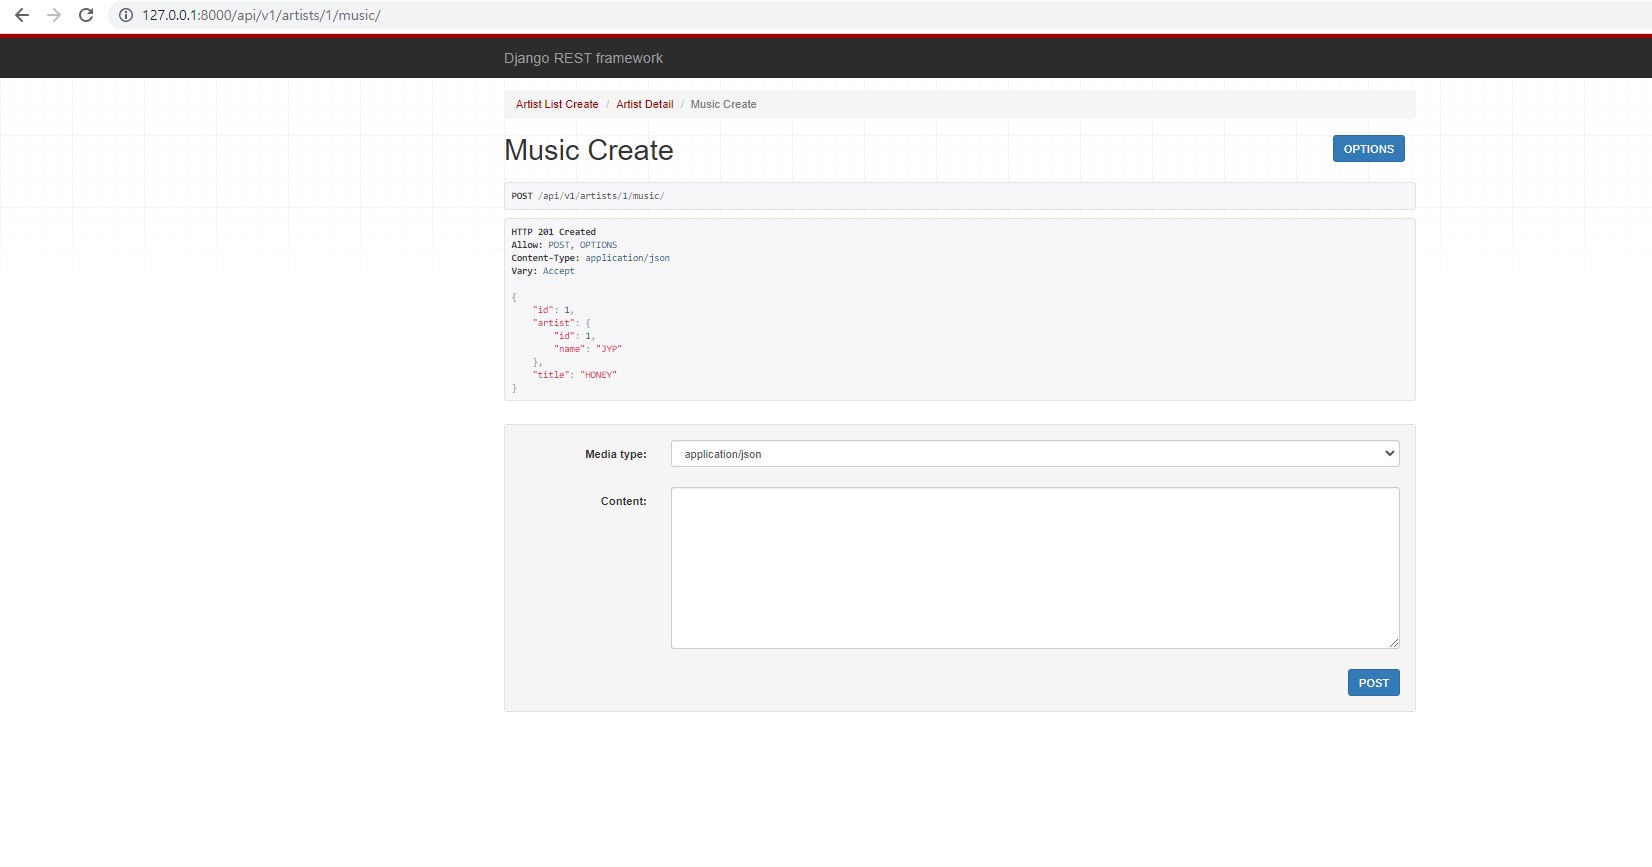 127.0.0.1:8000/api/v1/artists/1/music/
Django REST framework
Artist List Create / Artist Detail / Music Create
Music Create
OPTIONS
POST /api/v1/artists/1/music/
HTTP 201 Created
Allow: POST, OPTIONS
Content-Type: application/json
Vary: Accept
{
"id": 1,
"artist": {
"id": 1,
"name": "JYP"
},
"title": "HONEY"
}
Media type: application/json
Content:
POST